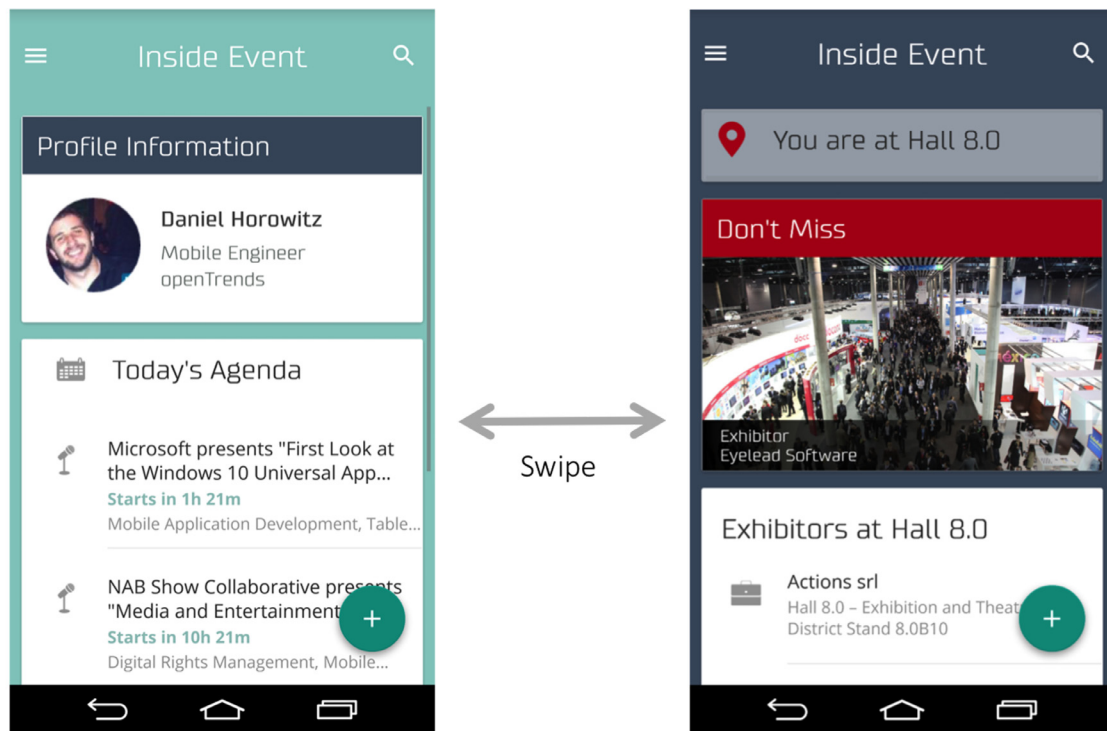 Inside Event
Profile Information
Daniel Horowitz
Mobile Engineer
openTrends
Today's Agenda
Microsoft presents "First Look at
the Windows 10 Universal App...
Starts in 1h 21m
Mobile Application Development, Table...
NAB Show Collaborative presents
"Media and Entertainment
Starts in 10h 21m
Digital Rights Management, Mobile...
+
Swipe
Inside Event
You are at Hall 8.0
Don't Miss
Exhibitor
Eyelead Software
Exhibitors at Hall 8.0
Actions srl
Hall 8.0 – Exhibition and
District Stand 8.0B10
+